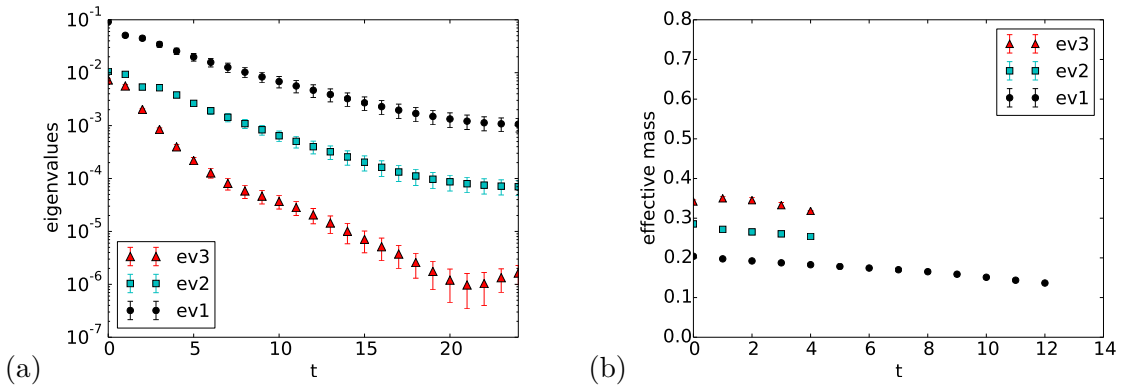 10^-1
10^-2
10^-3
10^-4
10^-5
10^-6
10^-7
eigenvalues
ev3
ev2
ev1
0 5 10 15 20
t
(a)
0.8
0.7
0.6
0.5
0.4
0.3
0.2
0.1
0.0
effective mass
ev3
ev2
ev1
0 2 4 6 8 10 12 14
t
(b)